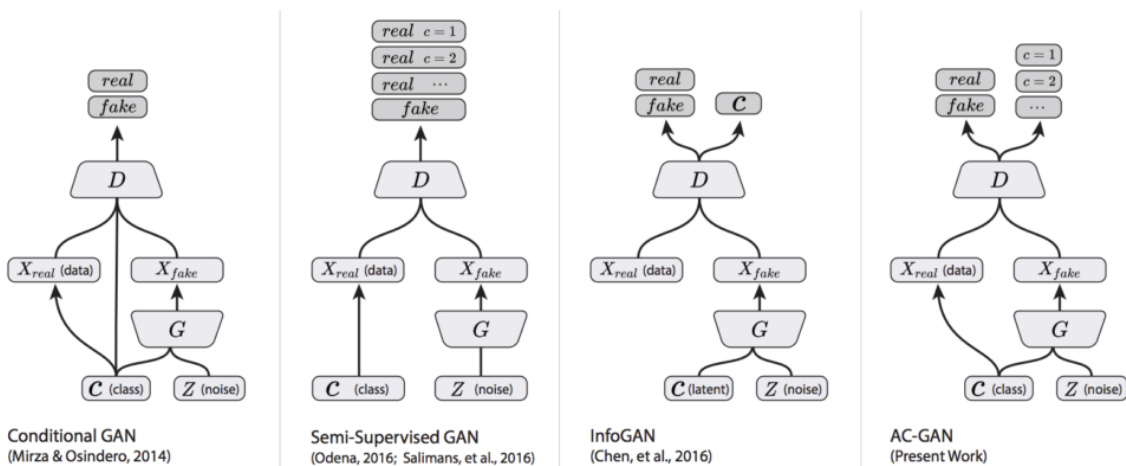 real
fake
D
X_real (data)
X_fake
G
C (class)
Z (noise)
Conditional GAN
(Mirza & Osindero, 2014)
real c = 1
real c = 2
real ...
fake
D
X_real (data)
X_fake
G
C (class)
Z (noise)
Semi-Supervised GAN
(Odena, 2016; Salimans, et al., 2016)
real
fake
C
D
X_real (data)
X_fake
G
C (latent)
Z (noise)
InfoGAN
(Chen, et al., 2016)
real
fake
c = 1
c = 2
...
D
X_real (data)
X_fake
G
C (class)
Z (noise)
AC-GAN
(Present Work)